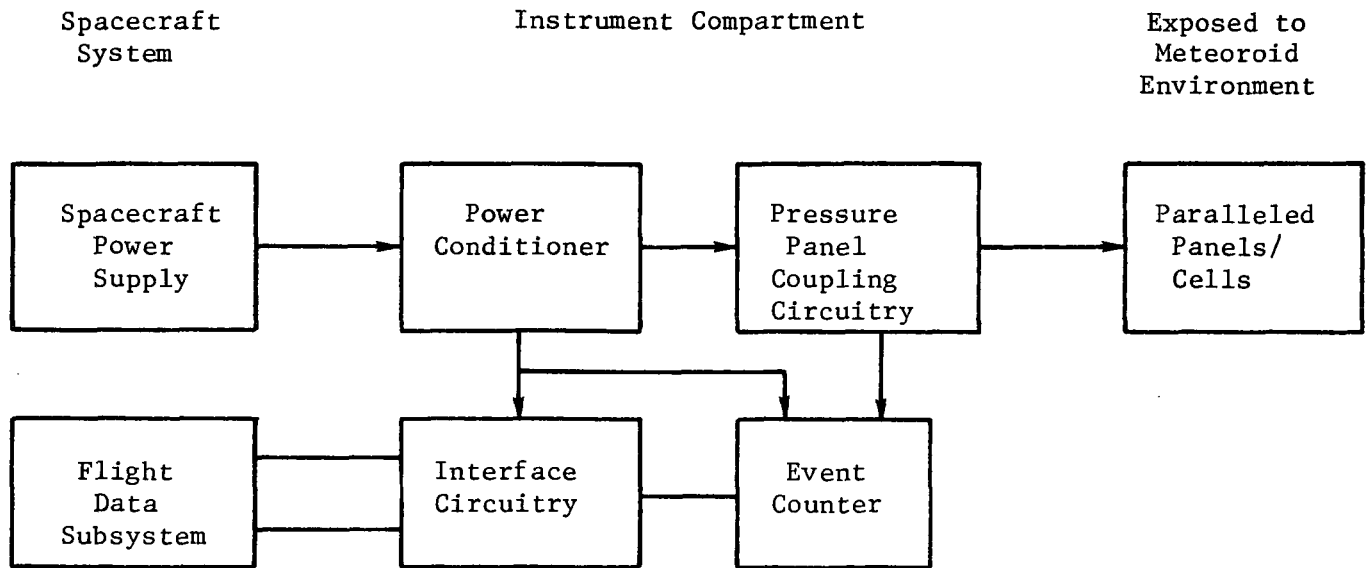 Spacecraft
System
Instrument Compartment
Exposed to
Meteoroid
Environment
Spacecraft
Power
Supply
Power
Conditioner
Pressure
Panel
Coupling
Circuitry
Paralleled
Panels/
Cells
Flight
Data
Subsystem
Interface
Circuitry
Event
Counter